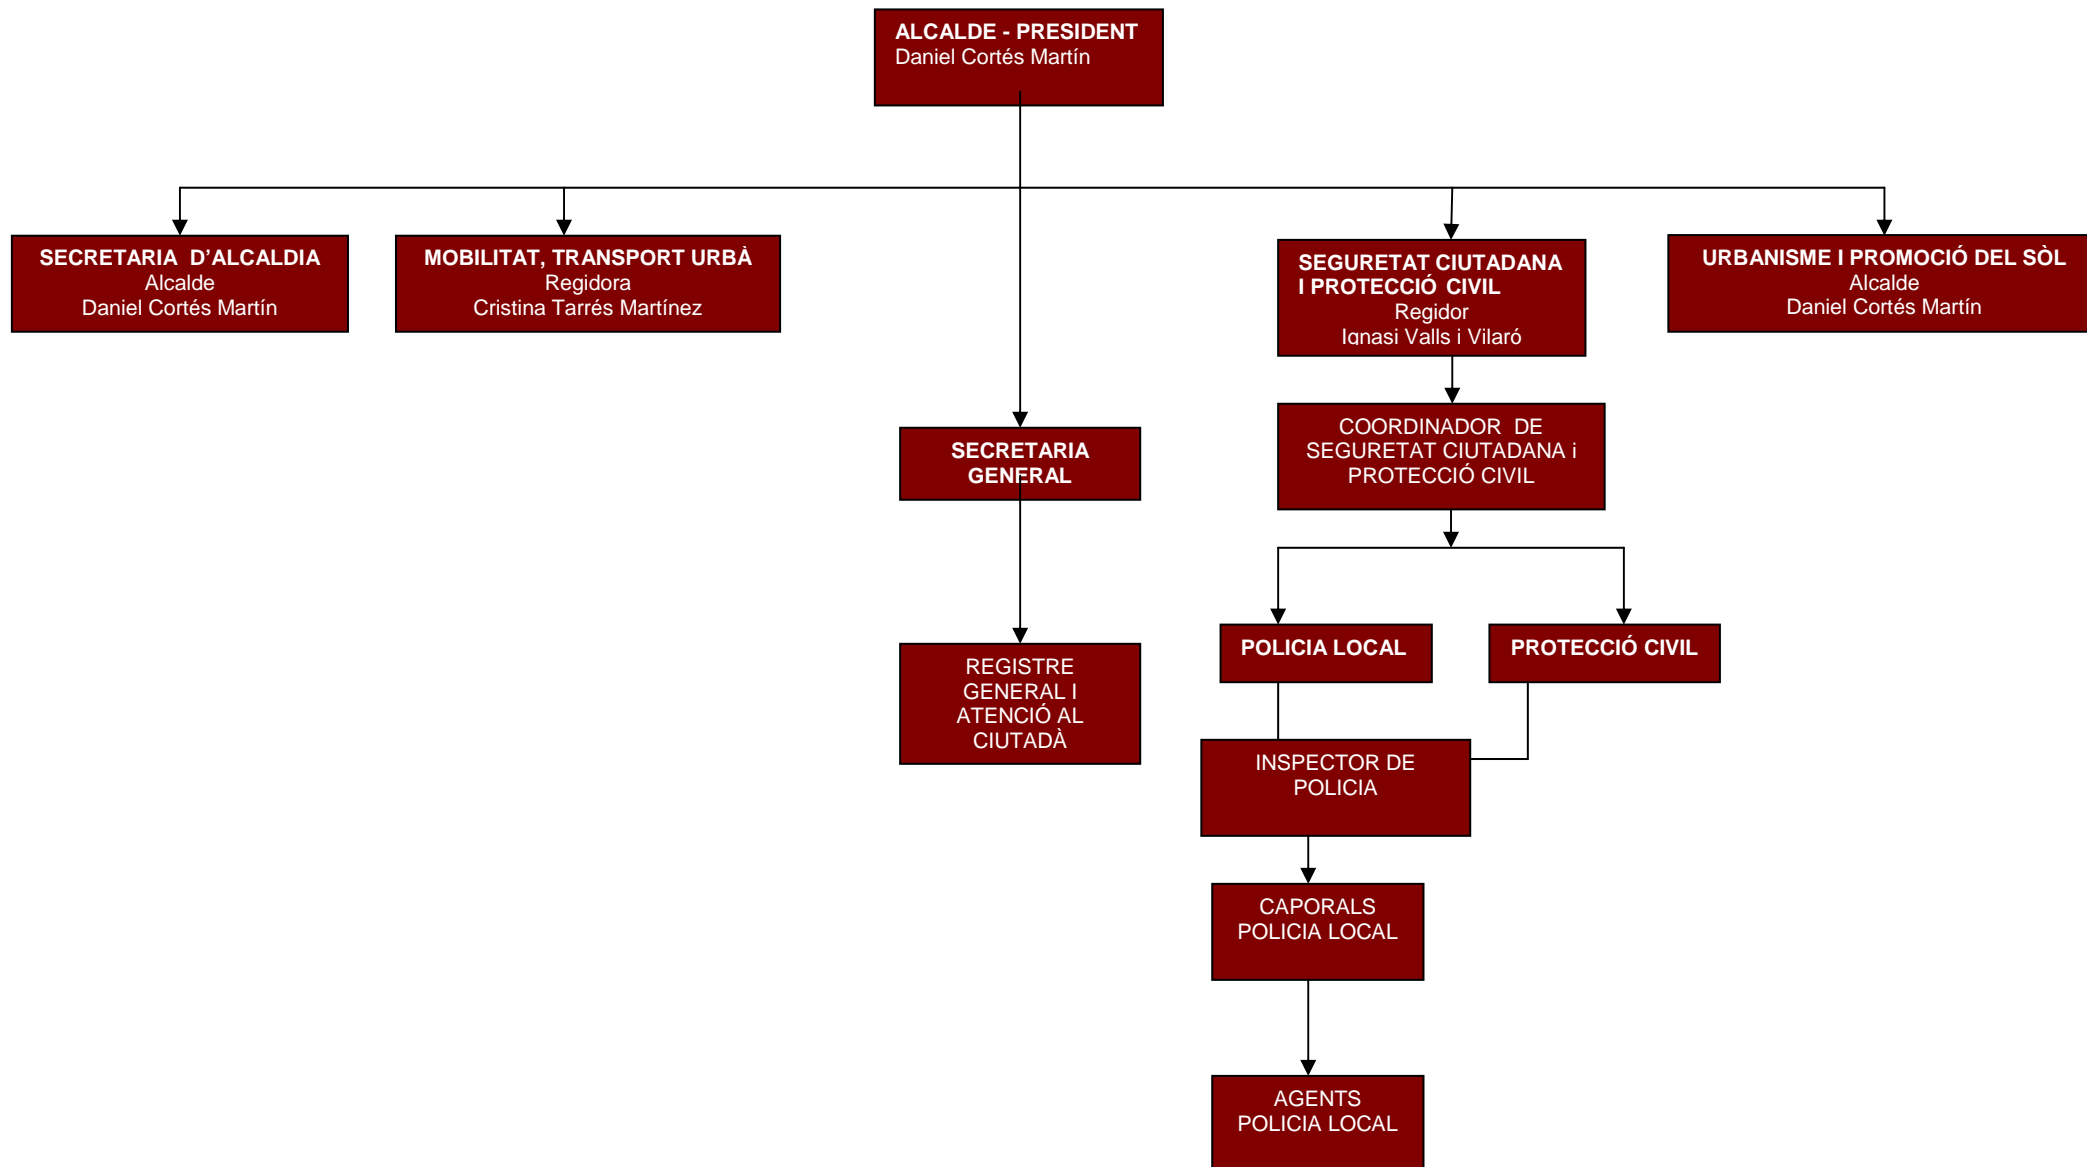 ALCALDE - PRESIDENT
Daniel Cortés Martín
SECRETARIA D'ALCALDIA
Alcalde
Daniel Cortés Martín
MOBILITAT, TRANSPORT URBÀ
Regidora
Cristina Tarrés Martínez
SEGURETAT CIUTADANA
I PROTECCIÓ CIVIL
Regidor
Ignasi Valls i Vilaró
URBANISME I PROMOCIÓ DEL SÒL
Alcalde
Daniel Cortés Martín
SECRETARIA
GENERAL
COORDINADOR DE
SEGURETAT CIUTADANA i
PROTECCIÓ CIVIL
POLICIA LOCAL
PROTECCIÓ CIVIL
REGISTRE
GENERAL I
ATENCIÓ AL
CIUTADÀ
INSPECTOR DE
POLICIA
CAPORALS
POLICIA LOCAL
AGENTS
POLICIA LOCAL